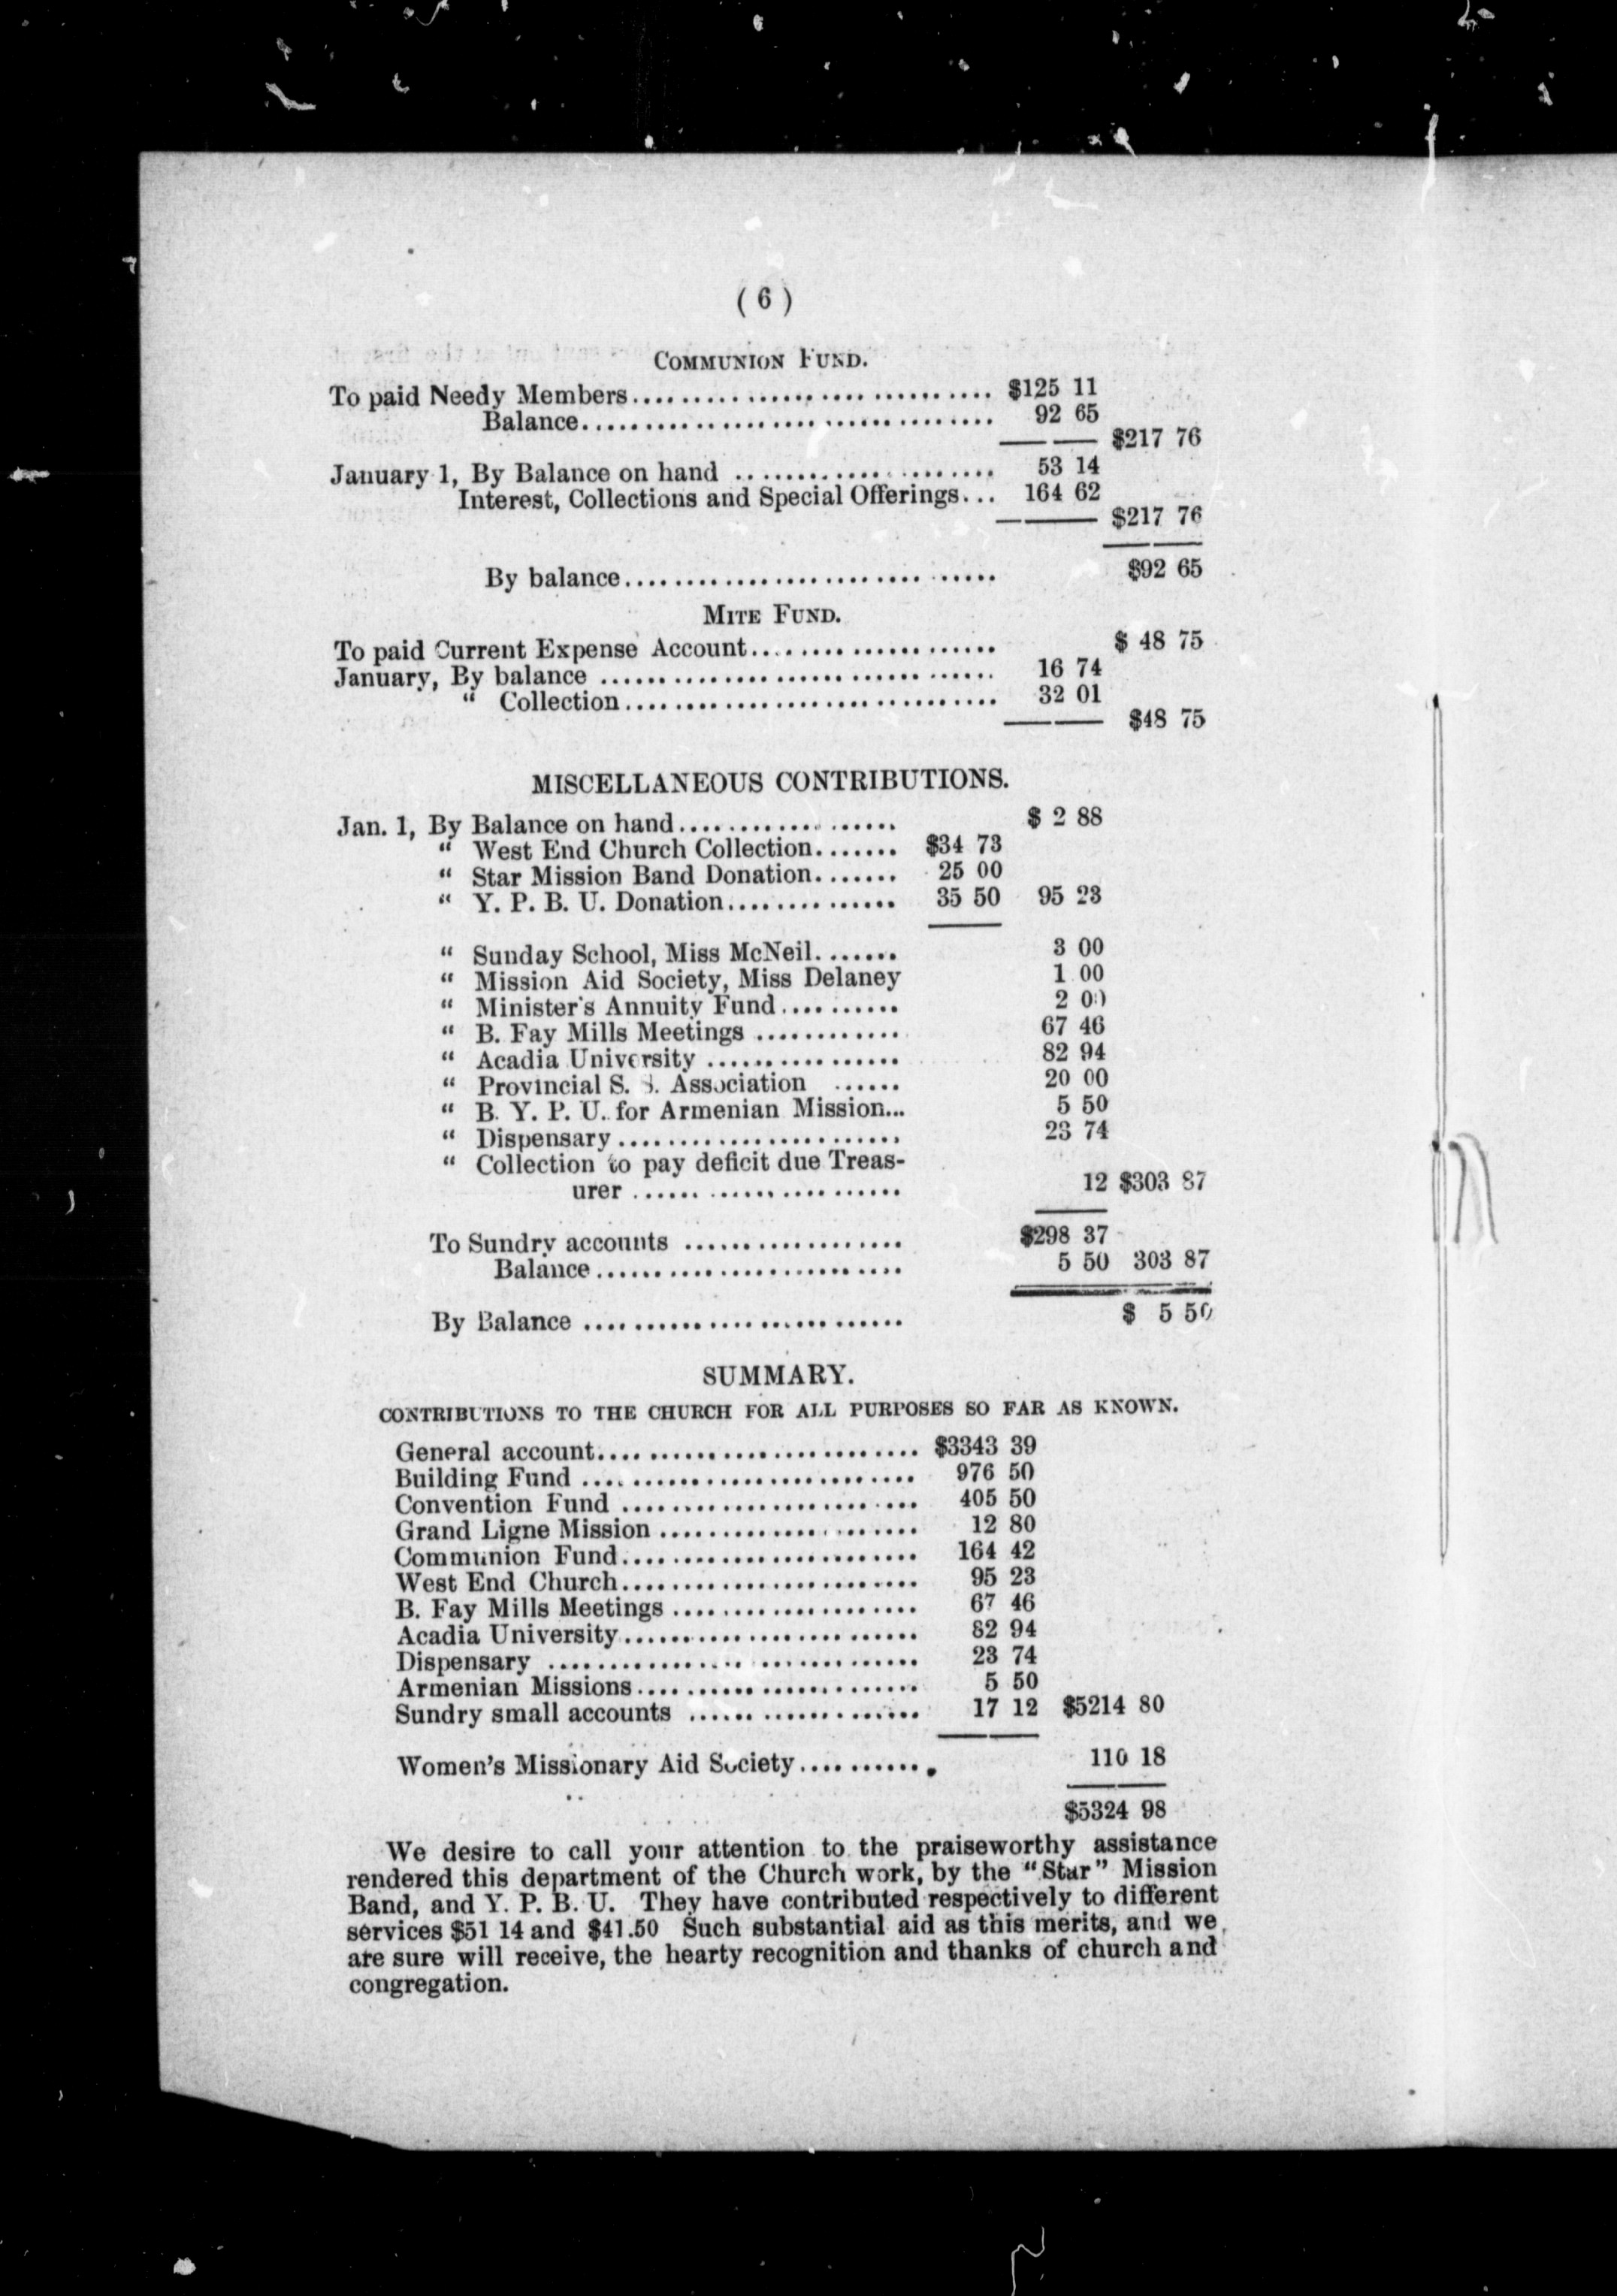 ( 6 )
COMMUNION FUND.
To paid Needy Members.............................. $125 11
Balance.................................. 92 65
$217 76
January 1, By Balance on hand ..................... 53 14
Interest, Collections and Special Offerings... 164 62
$217 76
By balance.............................. $92 65
MITE FUND.
To paid Current Expense Account.................... $ 48 75
January, By balance ................................ 16 74
“ Collection.............................. 32 01
$48 75
MISCELLANEOUS CONTRIBUTIONS.
Jan. 1, By Balance on hand.................. $ 2 88
“ West End Church Collection....... $34 73
“ Star Mission Band Donation....... 25 00
“ Y. P. B. U. Donation.............. 35 50 95 23
“ Sunday School, Miss McNeil....... 3 00
“ Mission Aid Society, Miss Delaney 1 00
“ Minister's Annuity Fund.......... 2 00
“ B. Fay Mills Meetings ............ 67 46
“ Acadia University ................ 82 94
“ Provincial S. S. Association ...... 20 00
“ B. Y. P. U. for Armenian Mission... 5 50
“ Dispensary....................... 23 74
“ Collection to pay deficit due Treas-
urer ...................... 12 $303 87
To Sundry accounts .................. $298 37
Balance......................... 5 50 303 87
By Balance .......................... $ 5 50
SUMMARY.
CONTRIBUTIONS TO THE CHURCH FOR ALL PURPOSES SO FAR AS KNOWN.
General account.......................... $3343 39
Building Fund ........................... 976 50
Convention Fund ........................ 405 50
Grand Ligne Mission ..................... 12 80
Communion Fund........................ 164 42
West End Church........................ 95 23
B. Fay Mills Meetings .................... 67 46
Acadia University........................ 82 94
Dispensary .............................. 23 74
Armenian Missions....................... 5 50
Sundry small accounts ................... 17 12 $5214 80
Women's Missionary Aid Society........... 110 18
$5324 98
We desire to call your attention to the praiseworthy assistance
rendered this department of the Church work, by the “Star” Mission
Band, and Y. P. B. U. They have contributed respectively to different
services $51 14 and $41.50 Such substantial aid as this merits, and we
are sure will receive, the hearty recognition and thanks of church and
congregation.